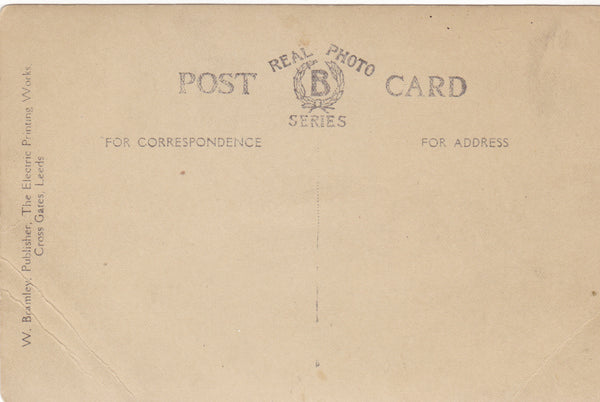 REAL PHOTO
POST B CARD
SERIES
FOR CORRESPONDENCE
FOR ADDRESS
W. Bramley, Publisher, The Electric Printing Works,
Cross Gates, Leeds